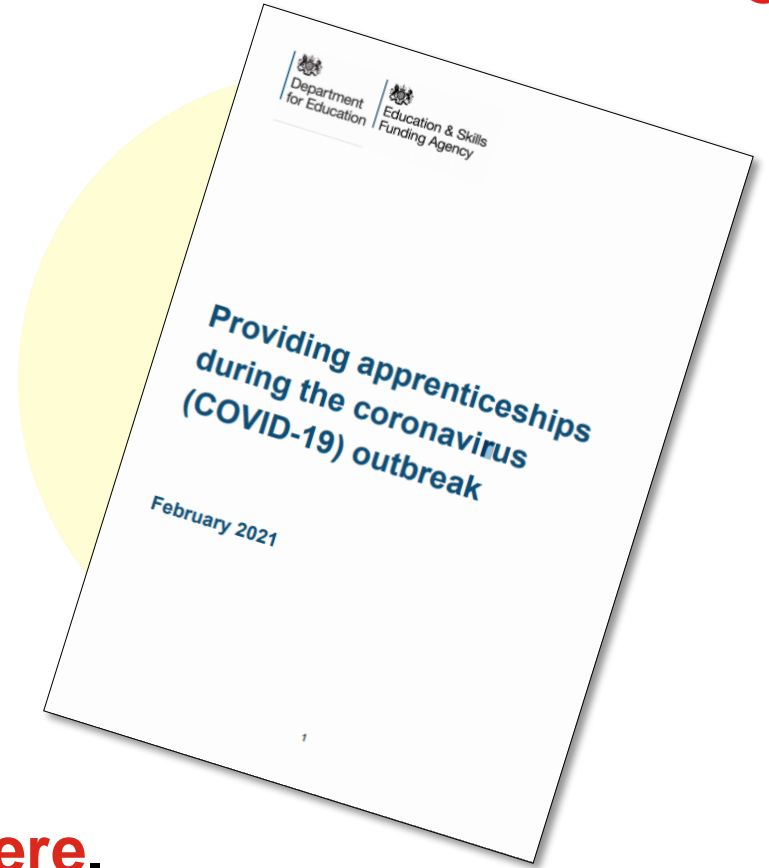 Department
for Education
Education & Skills
Funding Agency
Providing apprenticeships
during the coronavirus
(COVID-19) outbreak
February 2021
1
ere.